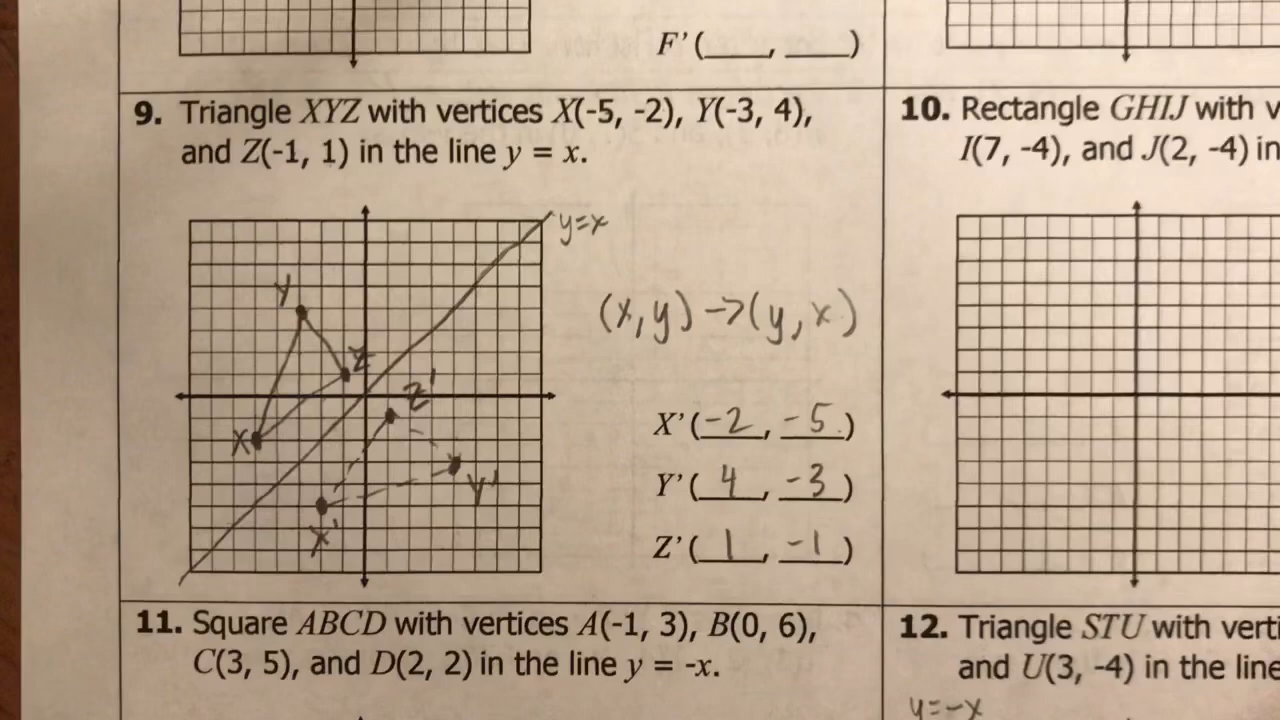 F'(___, ___)
9. Triangle XYZ with vertices X(-5, -2), Y(-3, 4),
and Z(-1, 1) in the line y = x.
y=x
Y
Z
Z'
X
Y'
X'
(x,y)->(y,x)
X'(-2, -5)
Y'(4, -3)
Z'(1, -1)
10. Rectangle GHIJ with v
I(7, -4), and J(2, -4) in
11. Square ABCD with vertices A(-1, 3), B(0, 6),
C(3, 5), and D(2, 2) in the line y = -x.
12. Triangle STU with verti
and U(3, -4) in the line
y=-x